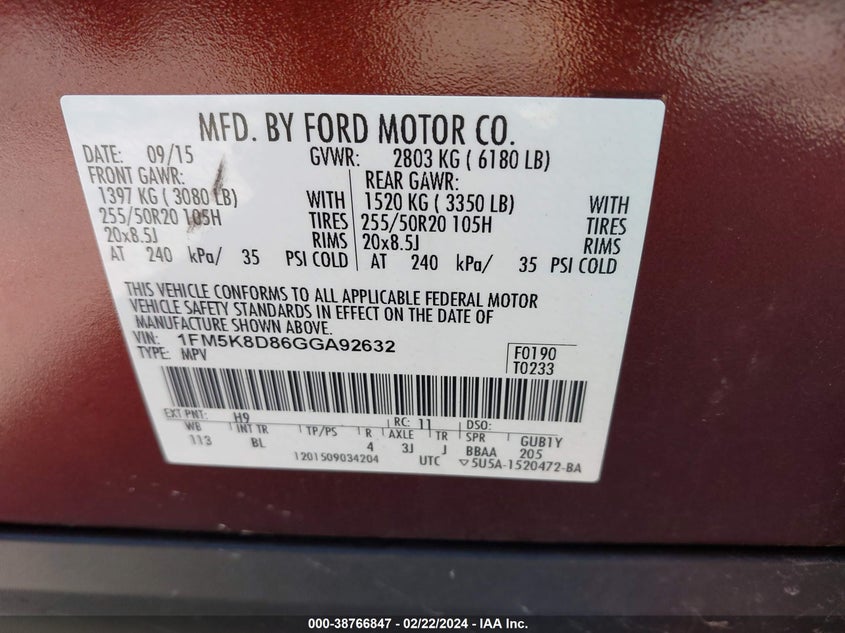 MFD. BY FORD MOTOR CO.
DATE: 09/15 GVWR: 2803 KG ( 6180 LB)
FRONT GAWR: REAR GAWR:
1397 KG ( 3080 LB) WITH 1520 KG ( 3350 LB) WITH
255/50R20 105H TIRES 255/50R20 105H TIRES
20x8.5J RIMS 20x8.5J RIMS
AT 240 kPa/ 35 PSI COLD AT 240 kPa/ 35 PSI COLD
THIS VEHICLE CONFORMS TO ALL APPLICABLE FEDERAL MOTOR
VEHICLE SAFETY STANDARDS IN EFFECT ON THE DATE OF
MANUFACTURE SHOWN ABOVE.
VIN: 1FM5K8D86GGA92632
TYPE: MPV
F0190
T0233
EXT PNT: H9 RC: 11 DSO:
WB INT TR TP/PS R AXLE TR SPR GUB1Y
113 BL 4 3J J BBAA 205
1201509034204 UTC ▽5U5A-1520472-BA
000-38766847 - 02/22/2024 - IAA Inc.